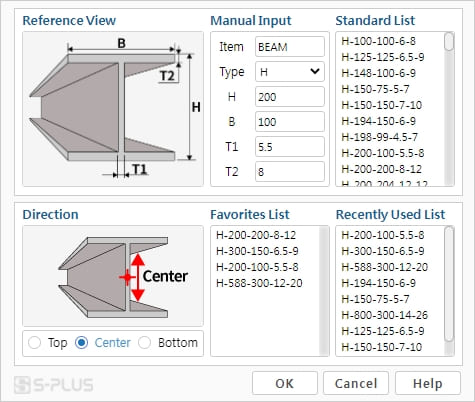 Reference View
B
T2
H
T1
Manual Input
Item BEAM
Type H
H 200
B 100
T1 5.5
T2 8
Standard List
H-100-100-6-8
H-125-125-6.5-9
H-148-100-6-9
H-150-75-5-7
H-150-150-7-10
H-194-150-6-9
H-198-99-4.5-7
H-200-100-5.5-8
H-200-200-8-12
H-200-204-12-12
Direction
Center
Top Center Bottom
Favorites List
H-200-200-8-12
H-300-150-6.5-9
H-200-100-5.5-8
H-588-300-12-20
Recently Used List
H-200-100-5.5-8
H-300-150-6.5-9
H-588-300-12-20
H-194-150-6-9
H-150-75-5-7
H-800-300-14-26
H-125-125-6.5-9
H-150-150-7-10
S-PLUS
OK Cancel Help